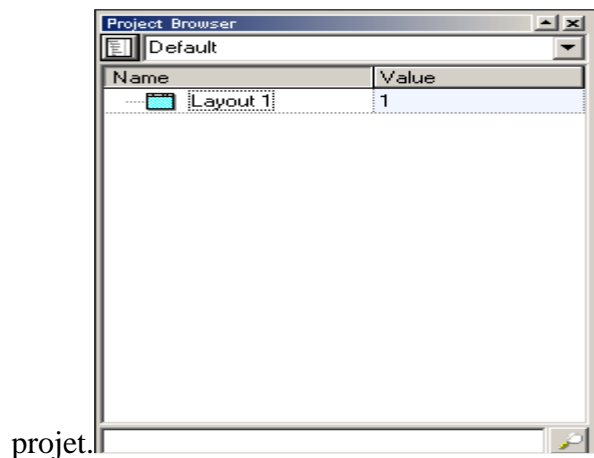 Project Browser
Default
Name Value
Layout 1 1
projet.